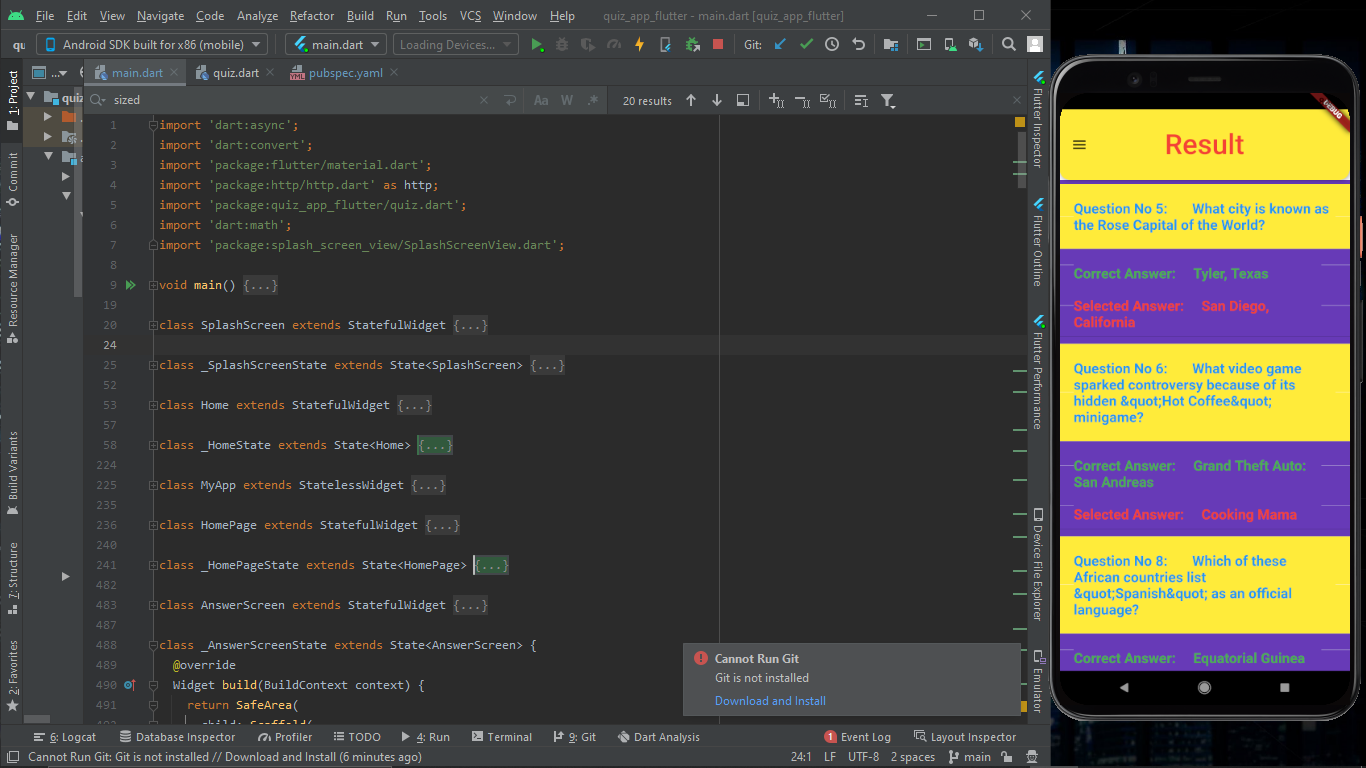 File Edit View Navigate Code Analyze Refactor Build Run Tools VCS Window Help quiz_app_flutter - main.dart [quiz_app_flutter]
qu Android SDK built for x86 (mobile) main.dart Loading Devices... Git:
... main.dart quiz.dart pubspec.yaml
sized Aa W .* 20 results
quiz
1 import 'dart:async';
2 import 'dart:convert';
3 import 'package:flutter/material.dart';
4 import 'package:http/http.dart' as http;
5 import 'package:quiz_app_flutter/quiz.dart';
6 import 'dart:math';
7 import 'package:splash_screen_view/SplashScreenView.dart';
8
9 void main() {...}
19
20 class SplashScreen extends StatefulWidget {...}
24
25 class _SplashScreenState extends State<SplashScreen> {...}
52
53 class Home extends StatefulWidget {...}
57
58 class _HomeState extends State<Home> {...}
224
225 class MyApp extends StatelessWidget {...}
235
236 class HomePage extends StatefulWidget {...}
240
241 class _HomePageState extends State<HomePage> {...}
482
483 class AnswerScreen extends StatefulWidget {...}
487
488 class _AnswerScreenState extends State<AnswerScreen> {
489 @override
490 Widget build(BuildContext context) {
491 return SafeArea(
492 child: Scaffold(
1: Project
Commit
Resource Manager
Build Variants
7: Structure
2: Favorites
Flutter Inspector
Flutter Outline
Flutter Performance
Device File Explorer
Emulator
Cannot Run Git
Git is not installed
Download and Install
6: Logcat Database Inspector Profiler TODO 4: Run Terminal 9: Git Dart Analysis 1 Event Log Layout Inspector
Cannot Run Git: Git is not installed // Download and Install (6 minutes ago) 24:1 LF UTF-8 2 spaces main
DEBUG
Result
Question No 5: What city is known as
the Rose Capital of the World?
Correct Answer: Tyler, Texas
Selected Answer: San Diego,
California
Question No 6: What video game
sparked controversy because of its
hidden &quot;Hot Coffee&quot;
minigame?
Correct Answer: Grand Theft Auto:
San Andreas
Selected Answer: Cooking Mama
Question No 8: Which of these
African countries list
&quot;Spanish&quot; as an official
language?
Correct Answer: Equatorial Guinea